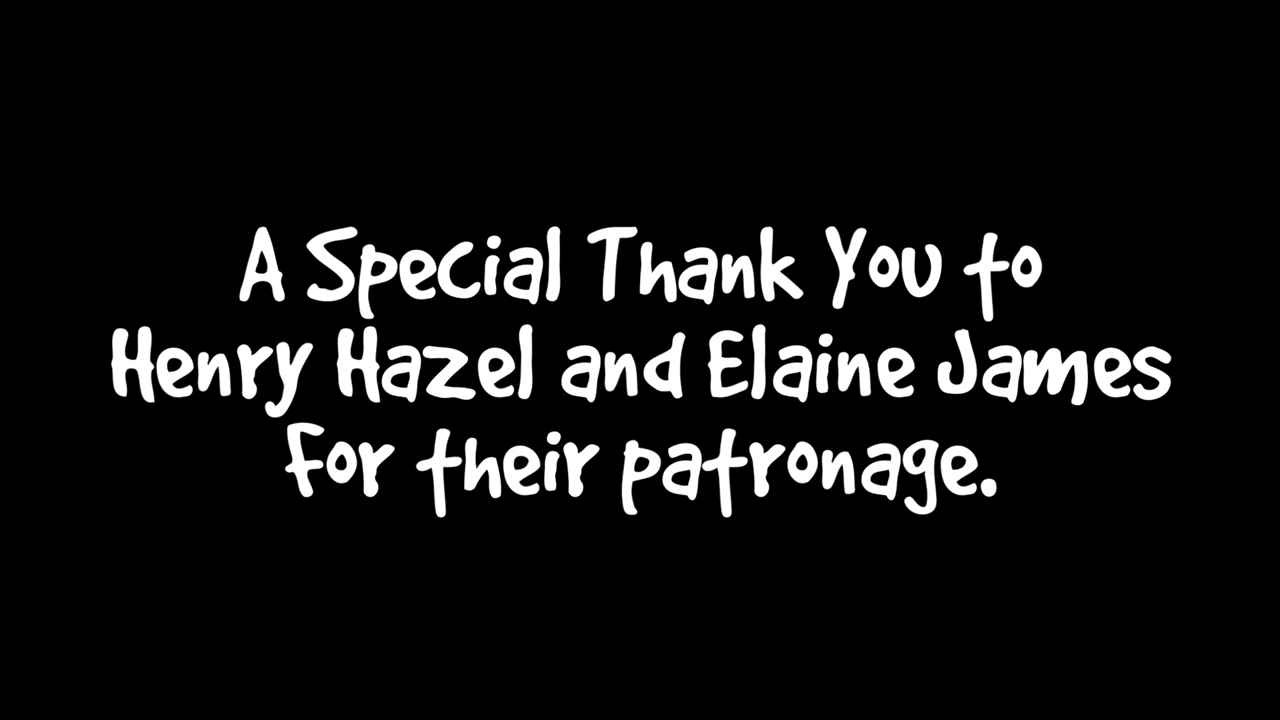 A Special Thank You to
Henry Hazel and Elaine James
For their patronage.